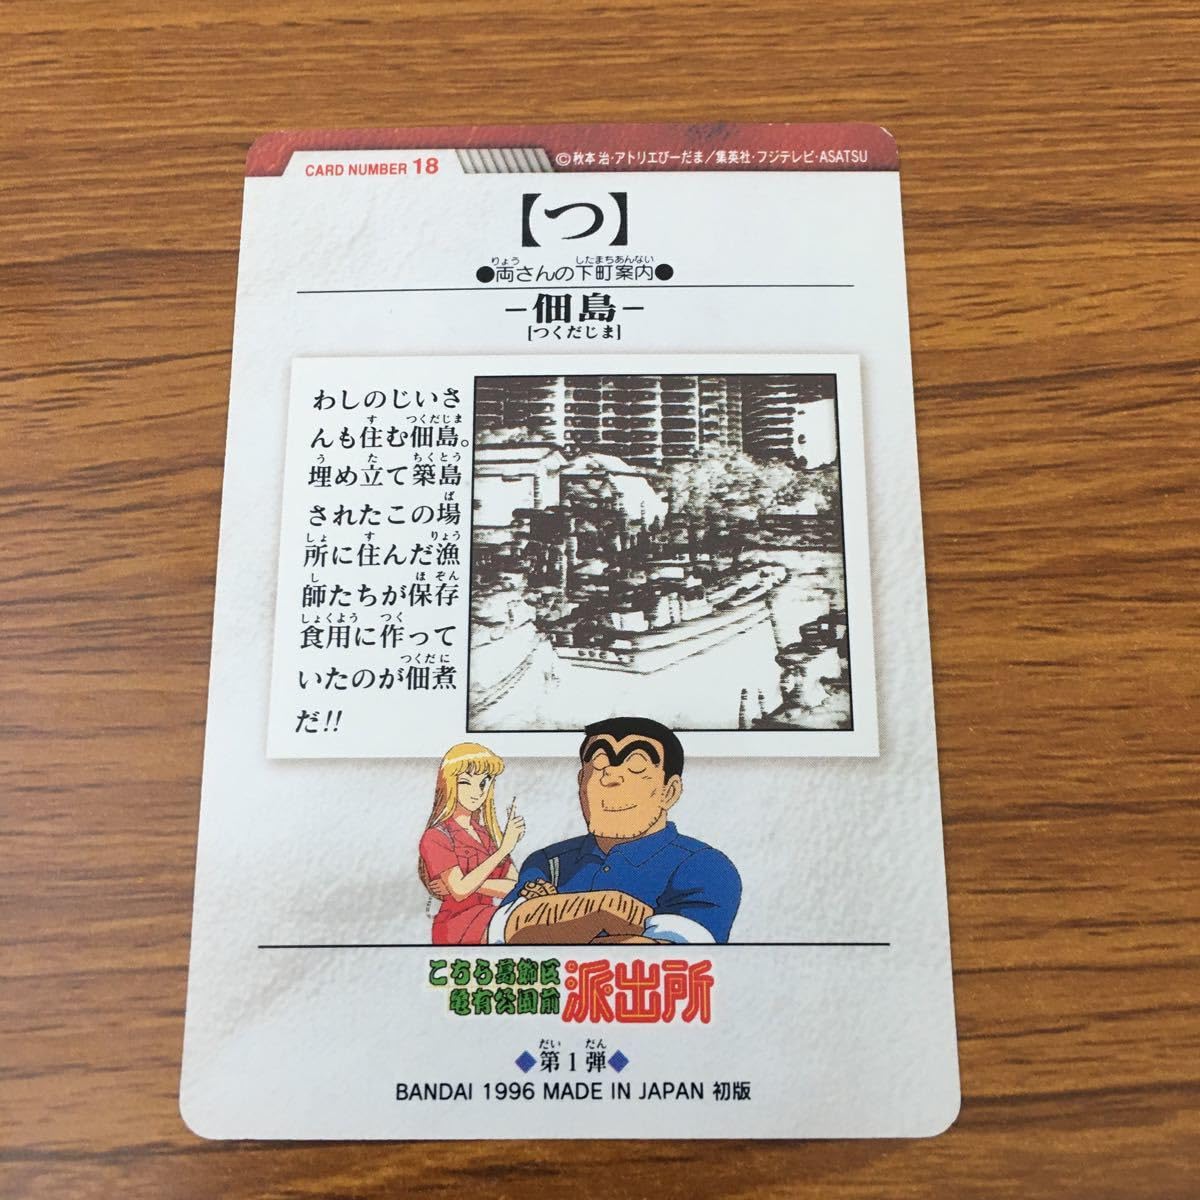 CARD NUMBER 18
©秋本 治・アトリエびーだま／集英社・フジテレビ・ASATSU
【つ】
りょう したまちあんない
●両さんの下町案内●
−佃島−
[つくだじま]
わしのじいさ
す つくだじま
んも住む佃島。
う た ちくとう
埋め立て築島
ば
されたこの場
しょ す りょう
所に住んだ漁
し ほぞん
師たちが保存
しょくよう つく
食用に作って
つくだに
いたのが佃煮
だ!!
こちら葛飾区
亀有公園前
派出所
だい だん
◆第1弾◆
BANDAI 1996 MADE IN JAPAN 初版